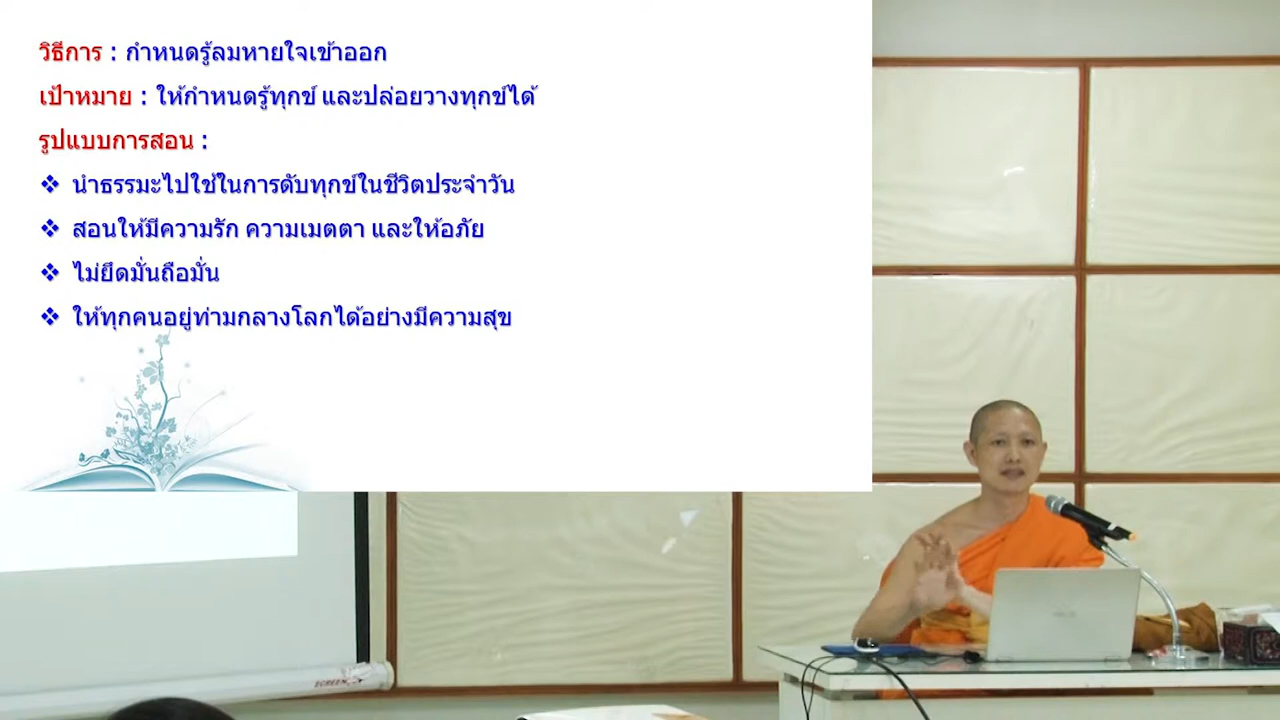 วิธีการ : กำหนดรู้ลมหายใจเข้าออก
เป้าหมาย : ให้กำหนดรู้ทุกข์ และปล่อยวางทุกข์ได้
รูปแบบการสอน :
❖ นำธรรมะไปใช้ในการดับทุกข์ในชีวิตประจำวัน
❖ สอนให้มีความรัก ความเมตตา และให้อภัย
❖ ไม่ยึดมั่นถือมั่น
❖ ให้ทุกคนอยู่ท่ามกลางโลกได้อย่างมีความสุข
SCREEN